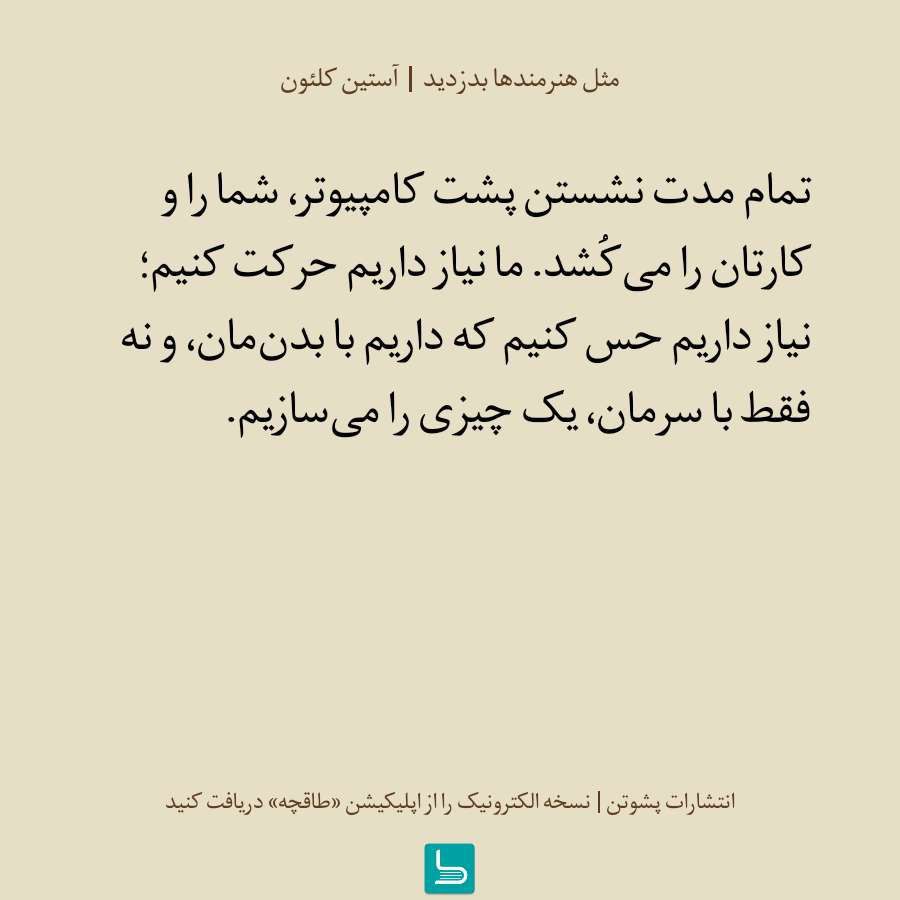 مثل هنرمندها بدزدید | آستین کلئون
تمام مدت نشستن پشت کامپیوتر، شما را و
کارتان را می‌کُشد. ما نیاز داریم حرکت کنیم؛
نیاز داریم حس کنیم که داریم با بدن‌مان، و نه
فقط با سرمان، یک چیزی را می‌سازیم.
انتشارات پشوتن | نسخه الکترونیک را از اپلیکیشن «طاقچه» دریافت کنید